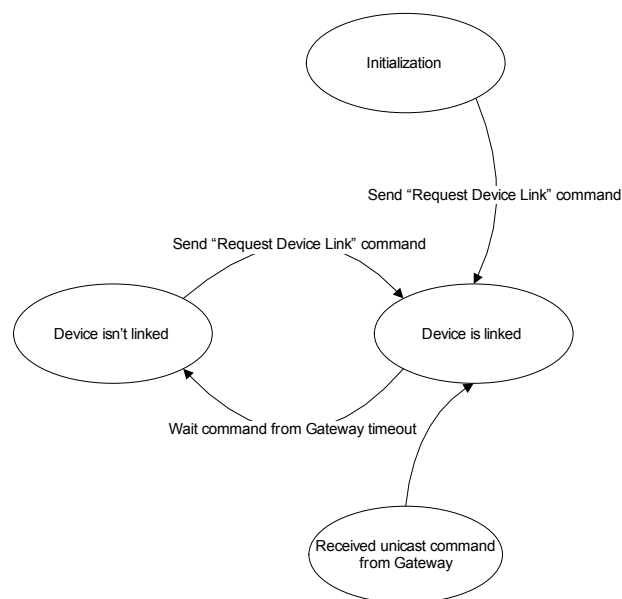 Initialization
Send “Request Device Link” command
Send “Request Device Link” command
Device isn’t linked
Device is linked
Wait command from Gateway timeout
Received unicast command
from Gateway